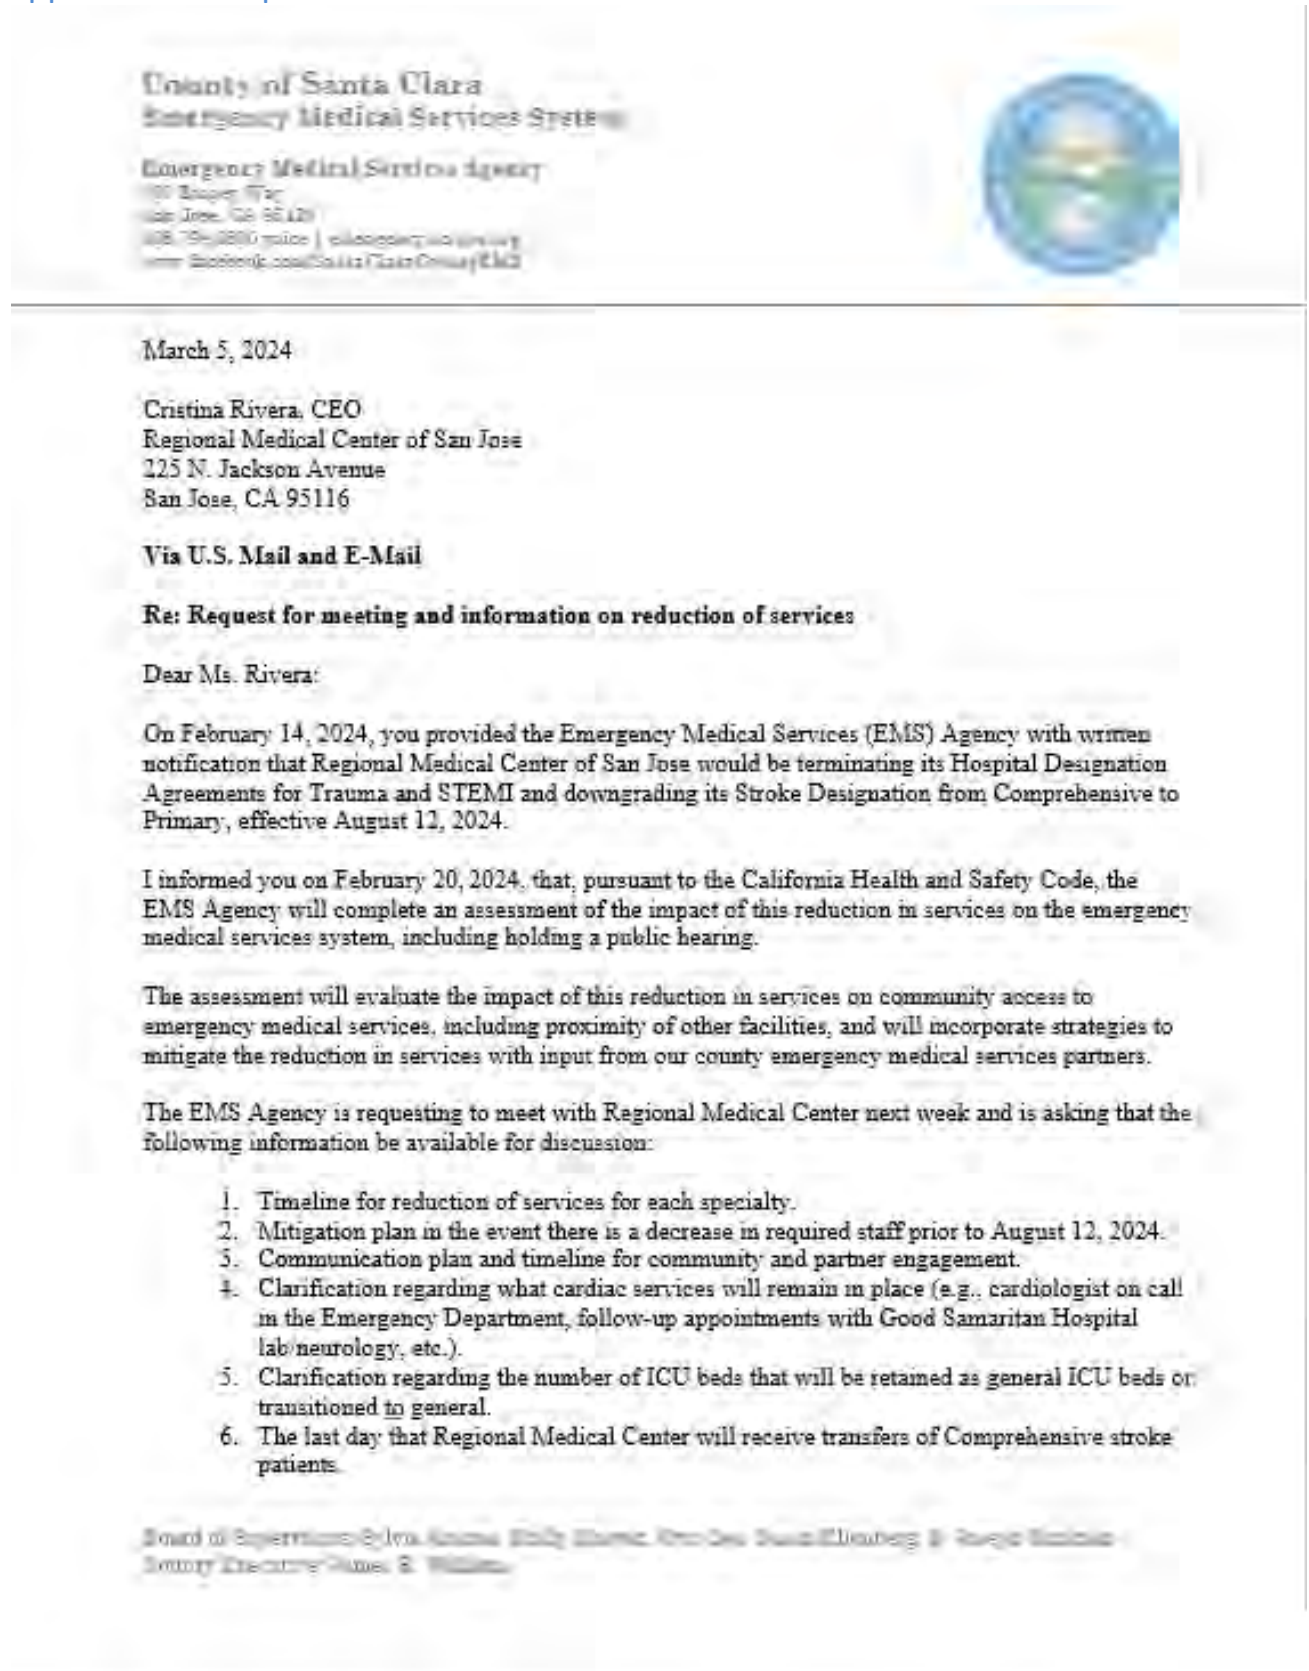 County of Santa Clara
Emergency Medical Services System
Emergency Medical Services Agency
March 5, 2024
Cristina Rivera, CEO
Regional Medical Center of San Jose
225 N. Jackson Avenue
San Jose, CA 95116
Via U.S. Mail and E-Mail
Re: Request for meeting and information on reduction of services
Dear Ms. Rivera:
On February 14, 2024, you provided the Emergency Medical Services (EMS) Agency with written
notification that Regional Medical Center of San Jose would be terminating its Hospital Designation
Agreements for Trauma and STEMI and downgrading its Stroke Designation from Comprehensive to
Primary, effective August 12, 2024.
I informed you on February 20, 2024, that, pursuant to the California Health and Safety Code, the
EMS Agency will complete an assessment of the impact of this reduction in services on the emergency
medical services system, including holding a public hearing.
The assessment will evaluate the impact of this reduction in services on community access to
emergency medical services, including proximity of other facilities, and will incorporate strategies to
mitigate the reduction in services with input from our county emergency medical services partners.
The EMS Agency is requesting to meet with Regional Medical Center next week and is asking that the
following information be available for discussion:
1. Timeline for reduction of services for each specialty.
2. Mitigation plan in the event there is a decrease in required staff prior to August 12, 2024.
3. Communication plan and timeline for community and partner engagement.
4. Clarification regarding what cardiac services will remain in place (e.g., cardiologist on call
in the Emergency Department, follow-up appointments with Good Samaritan Hospital
lab/neurology, etc.).
5. Clarification regarding the number of ICU beds that will be retained as general ICU beds or
transitioned to general.
6. The last day that Regional Medical Center will receive transfers of Comprehensive stroke
patients.
Board of Supervisors:
County Executive: